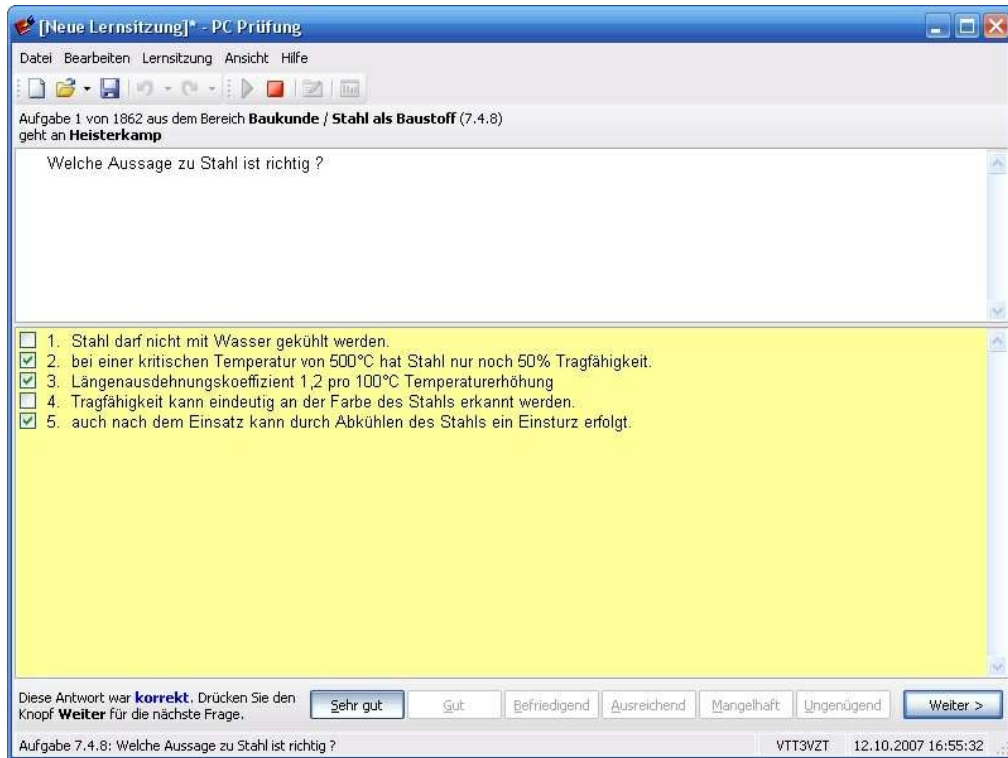 [Neue Lernsitzung]* - PC Prüfung
Datei Bearbeiten Lernsitzung Ansicht Hilfe
Aufgabe 1 von 1862 aus dem Bereich Baukunde / Stahl als Baustoff (7.4.8)
geht an Heisterkamp
Welche Aussage zu Stahl ist richtig ?
1. Stahl darf nicht mit Wasser gekühlt werden.
2. bei einer kritischen Temperatur von 500°C hat Stahl nur noch 50% Tragfähigkeit.
3. Längenausdehnungskoeffizient 1,2 pro 100°C Temperaturerhöhung
4. Tragfähigkeit kann eindeutig an der Farbe des Stahls erkannt werden.
5. auch nach dem Einsatz kann durch Abkühlen des Stahls ein Einsturz erfolgt.
Diese Antwort war korrekt. Drücken Sie den
Knopf Weiter für die nächste Frage.
Sehr gut Gut Befriedigend Ausreichend Mangelhaft Ungenügend Weiter >
Aufgabe 7.4.8: Welche Aussage zu Stahl ist richtig ? VTT3VZT 12.10.2007 16:55:32